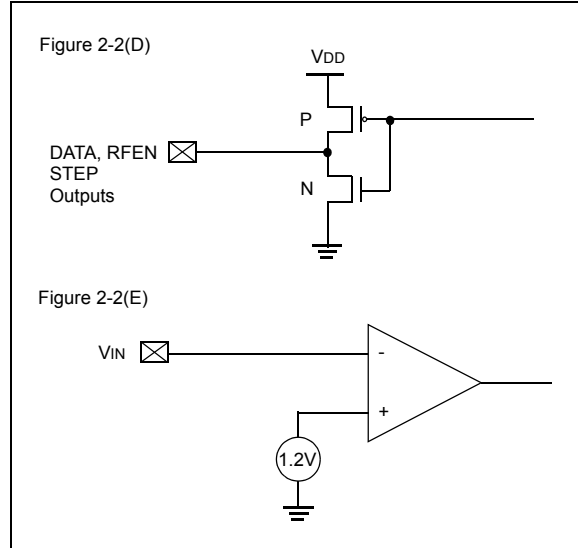 Figure 2-2(D)
VDD
P
DATA, RFEN
STEP
Outputs
N
Figure 2-2(E)
VIN
-
+
1.2V